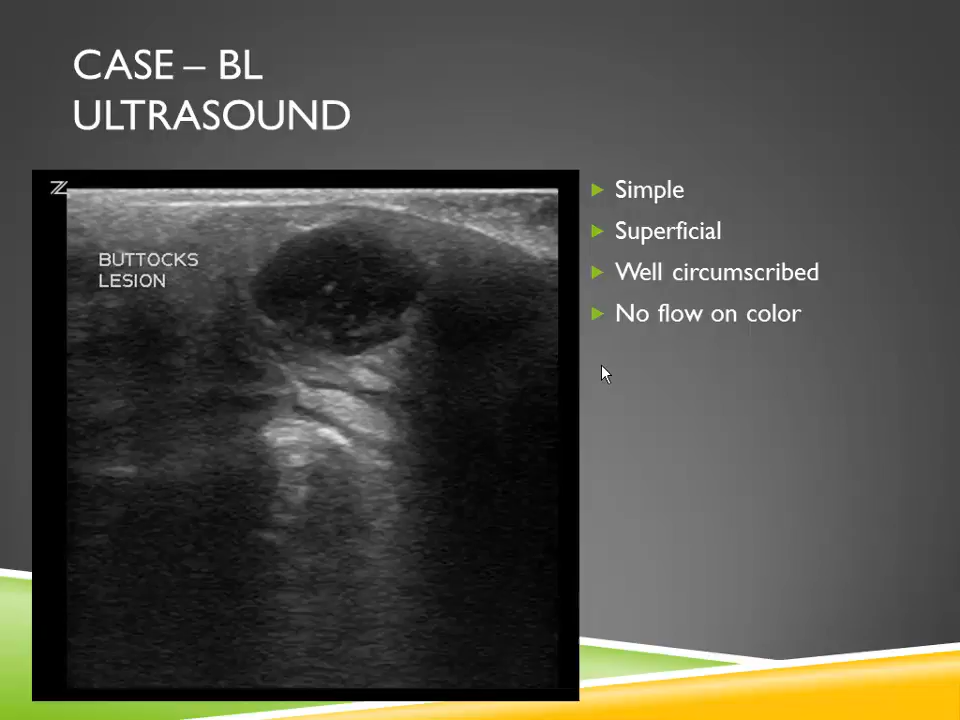 CASE – BL
ULTRASOUND
Z
BUTTOCKS
LESION
Simple
Superficial
Well circumscribed
No flow on color